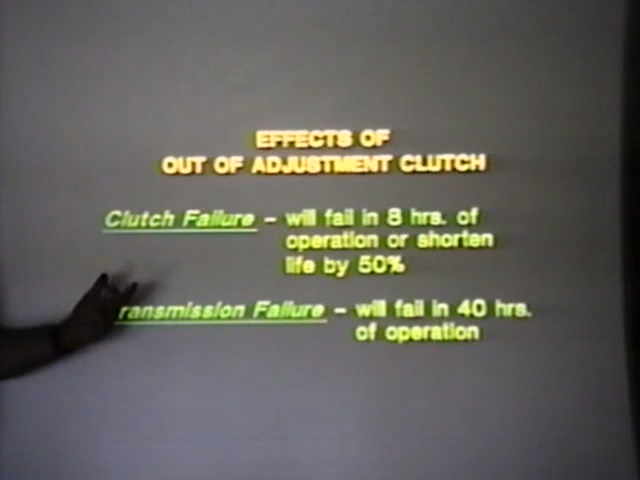 EFFECTS OF
OUT OF ADJUSTMENT CLUTCH
Clutch Failure – will fail in 8 hrs. of
operation or shorten
life by 50%
ransmission Failure – will fail in 40 hrs.
of operation